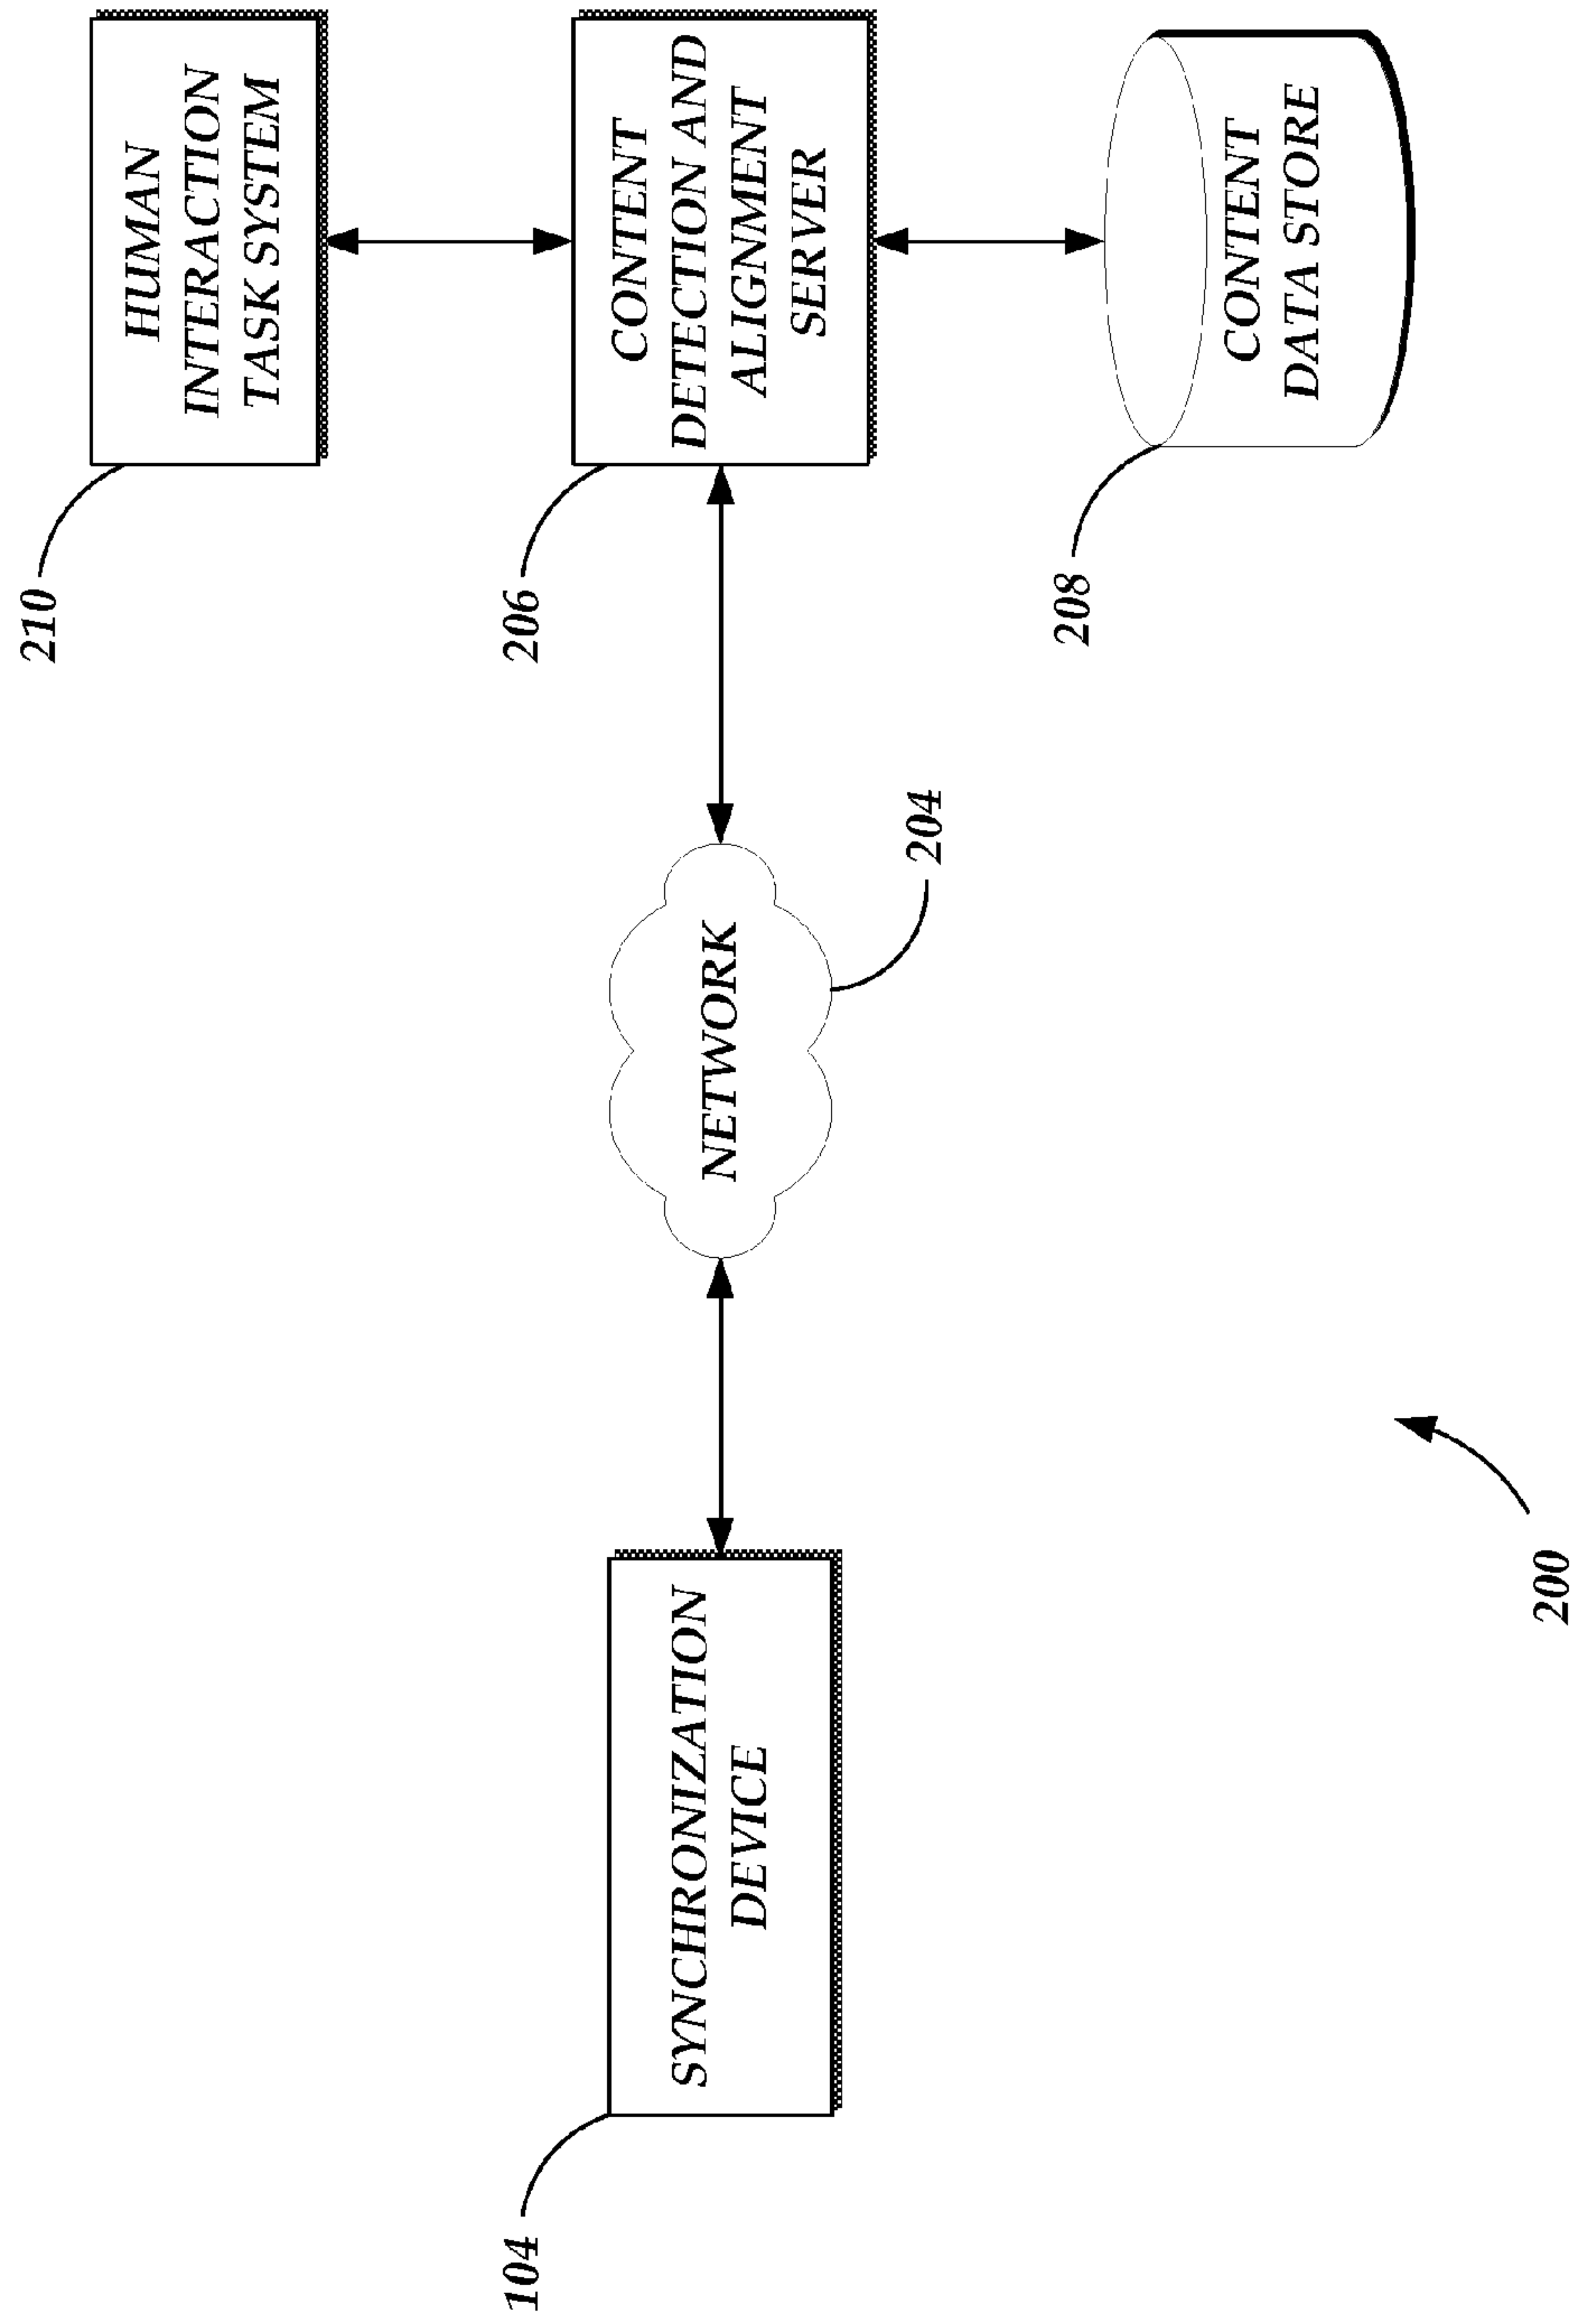 210
HUMAN
INTERACTION
TASK SYSTEM
206
CONTENT
DETECTION AND
ALIGNMENT
SERVER
104
SYNCHRONIZATION
DEVICE
NETWORK
204
208
CONTENT
DATA STORE
200